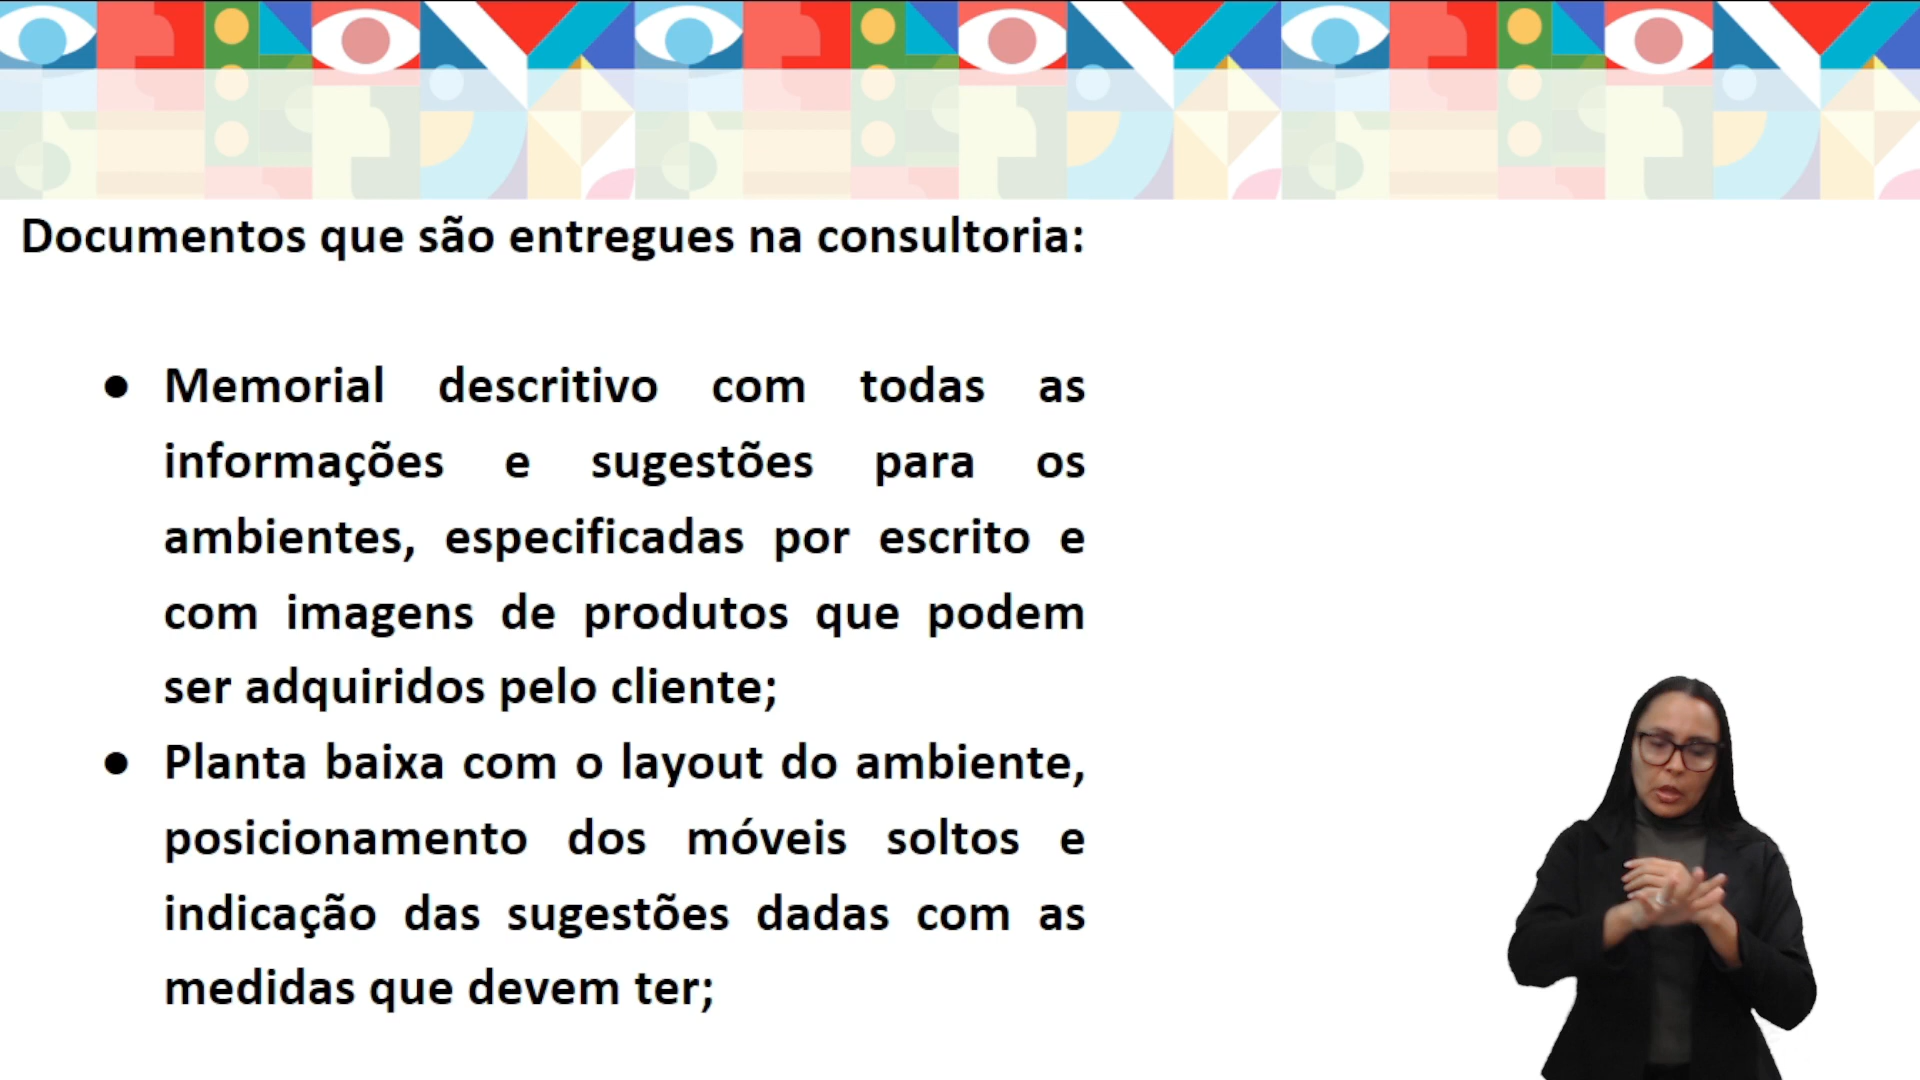 Documentos que são entregues na consultoria:
● Memorial descritivo com todas as
informações e sugestões para os
ambientes, especificadas por escrito e
com imagens de produtos que podem
ser adquiridos pelo cliente;
● Planta baixa com o layout do ambiente,
posicionamento dos móveis soltos e
indicação das sugestões dadas com as
medidas que devem ter;